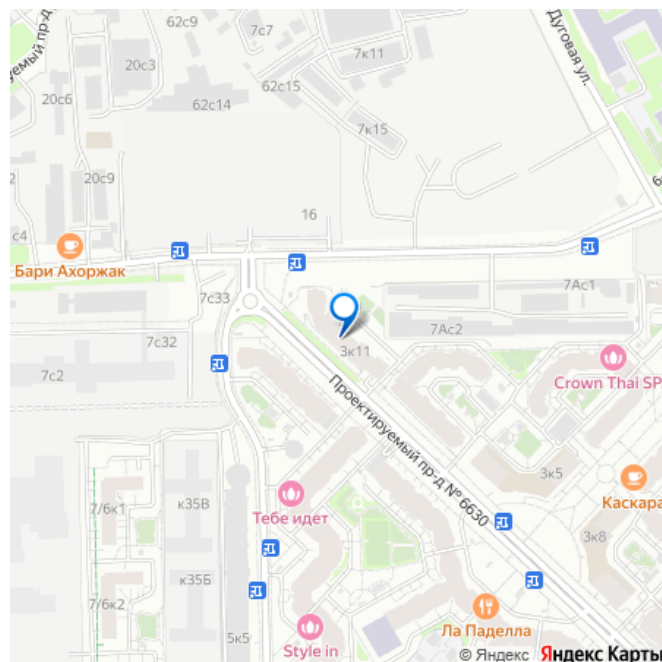 62с9
7с7
7к11
Дуговая ул.
20с3
62с15
20с6
62с14
7к15
20с9
16
с4
Бари Ахоржак
7с33
7Ас1
7Ас2
7с32
3к11
7с2
Crown Thai SP
Проектируемый пр-д № 6630
3к5
Каскара
7/6к1
к35В
Тебе идет
3к8
к35Б
7/6к2
5к5
Style in
Ла Паделла
© Яндекс Яндекс Карты